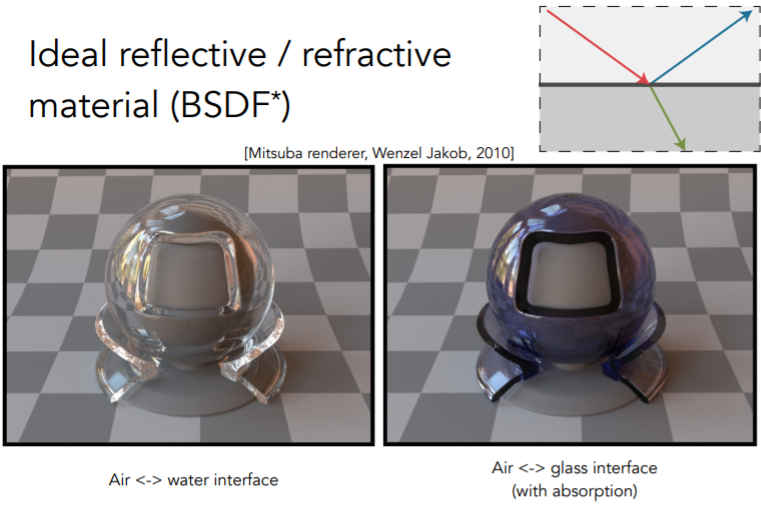 Ideal reflective / refractive
material (BSDF*)
[Mitsuba renderer, Wenzel Jakob, 2010]
Air <-> water interface
Air <-> glass interface
(with absorption)